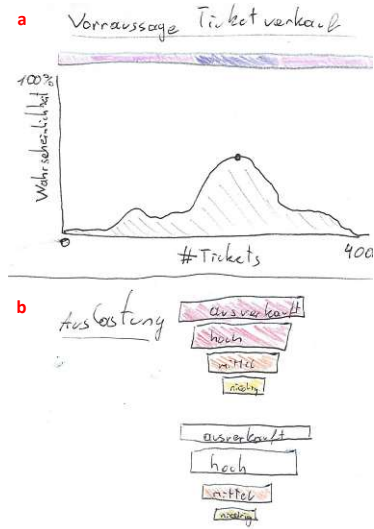 a
Vorraussage Ticketverkauf
100%
Wahrscheinlichkeit
0
#Tickets
400
b
Auslastung
ausverkauft
hoch
mittel
niedrig
ausverkauft
hoch
mittel
niedrig